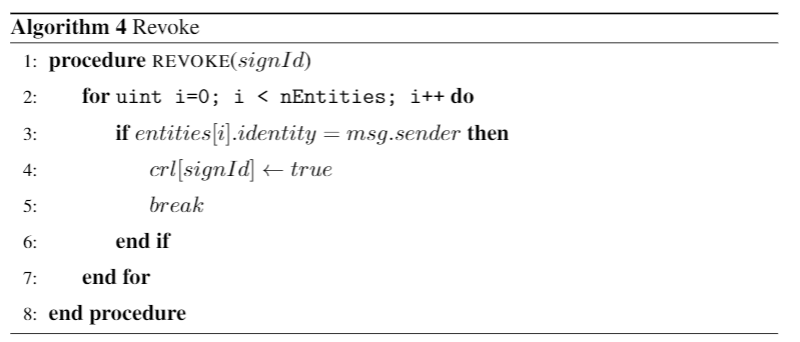 Algorithm 4 Revoke
1: procedure REVOKE(signId)
2: for uint i=0; i < nEntities; i++ do
3: if entities[i].identity = msg.sender then
4: crl[signId] ← true
5: break
6: end if
7: end for
8: end procedure